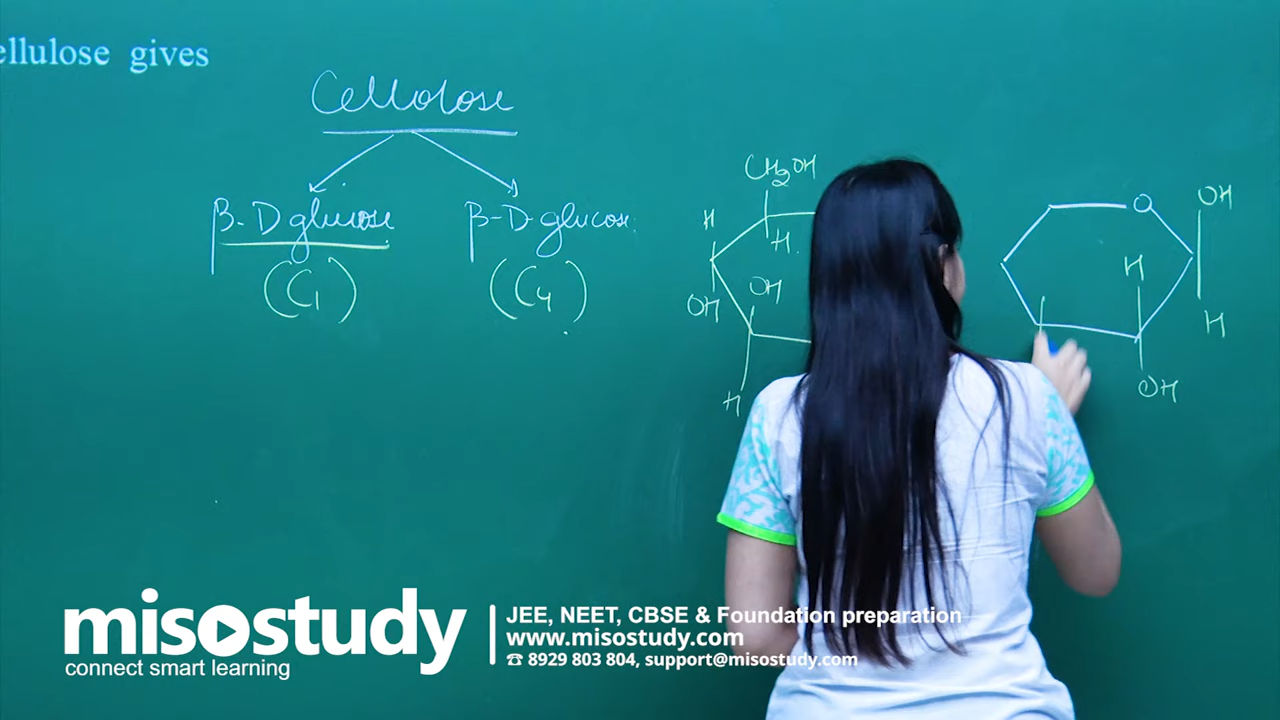 ellulose gives
Cellolose
β-D glucose
β-D-glucose
(C1)
(C4)
CH2OH
H
H
OH
OH
H
O
OH
H
H
OH
misostudy
connect smart learning
JEE, NEET, CBSE & Foundation preparation
www.misostudy.com
☎ 8929 803 804, support@misostudy.com